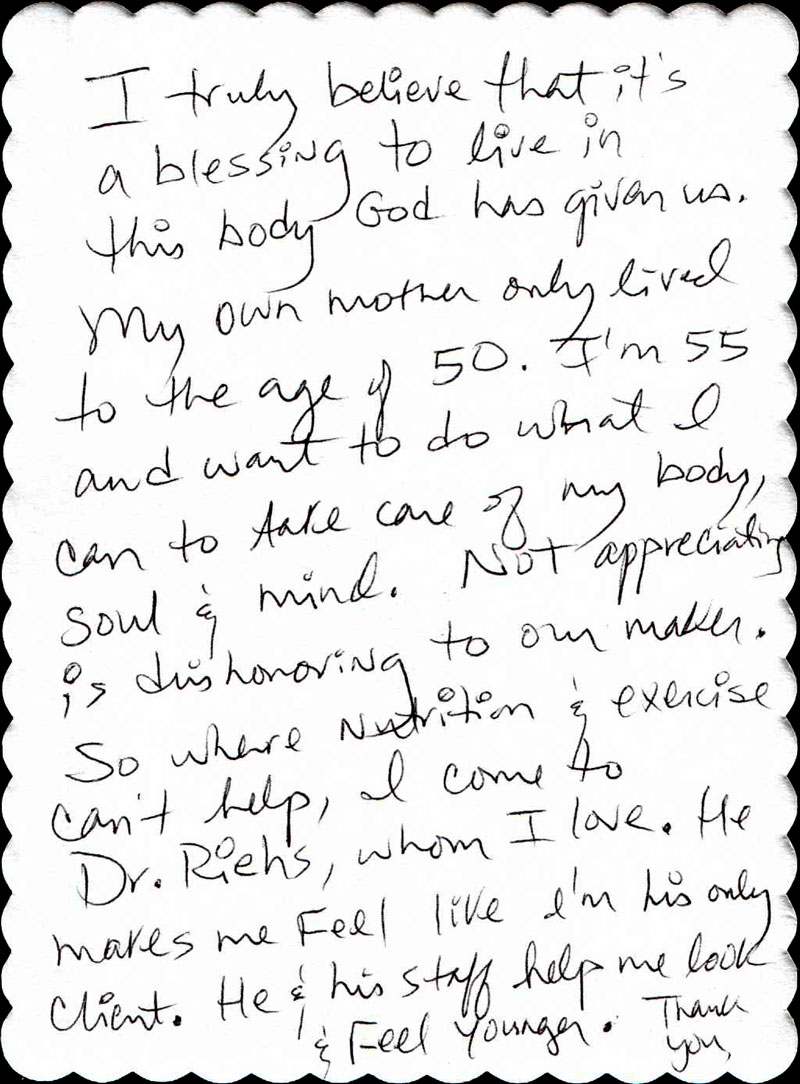 I truly believe that it's
a blessing to live in
this body God has given us.
My own mother only lived
to the age of 50. I'm 55
and want to do what I
can to take care of my body,
soul & mind. Not appreciating
is dishonoring to our maker.
So where Nutrition & exercise
can't help, I come to
Dr. Riehs, whom I love. He
makes me Feel like I'm his only
client. He & his staff help me look
& Feel younger. Thank
you,